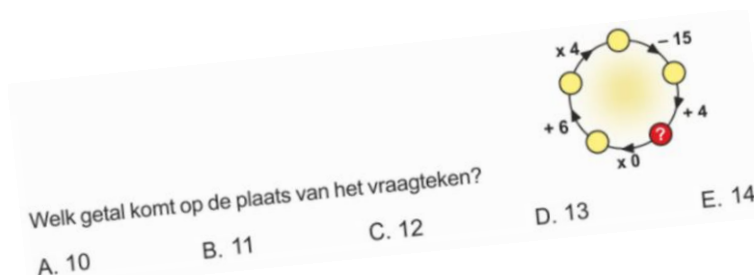 x 4
– 15
+ 6
+ 4
?
x 0
Welk getal komt op de plaats van het vraagteken?
A. 10 B. 11 C. 12 D. 13 E. 14